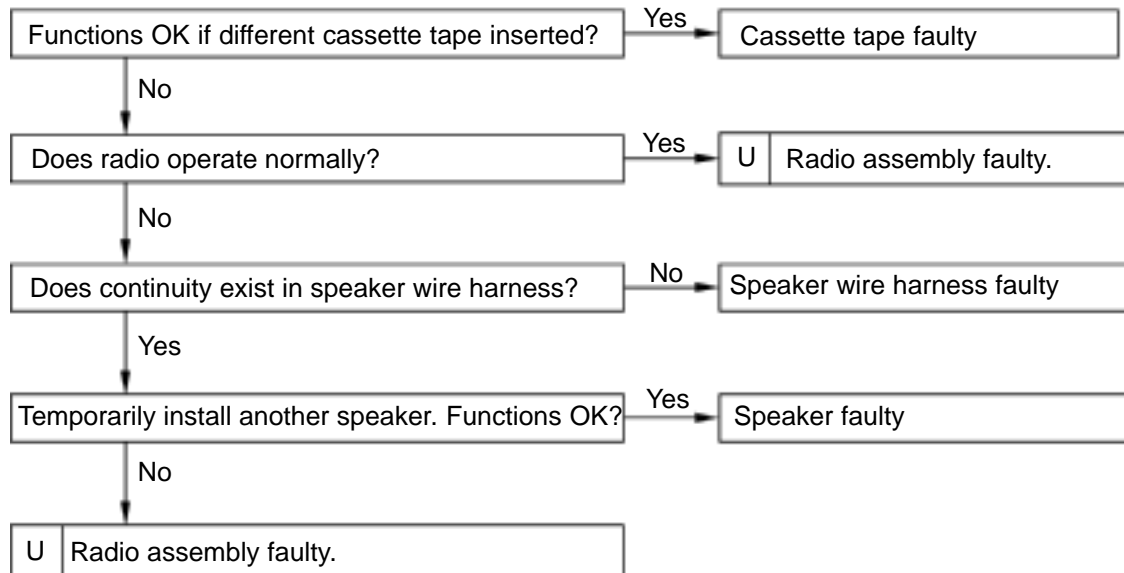 Functions OK if different cassette tape inserted?
Yes
Cassette tape faulty
No
Does radio operate normally?
Yes
U
Radio assembly faulty.
No
Does continuity exist in speaker wire harness?
No
Speaker wire harness faulty
Yes
Temporarily install another speaker. Functions OK?
Yes
Speaker faulty
No
U
Radio assembly faulty.